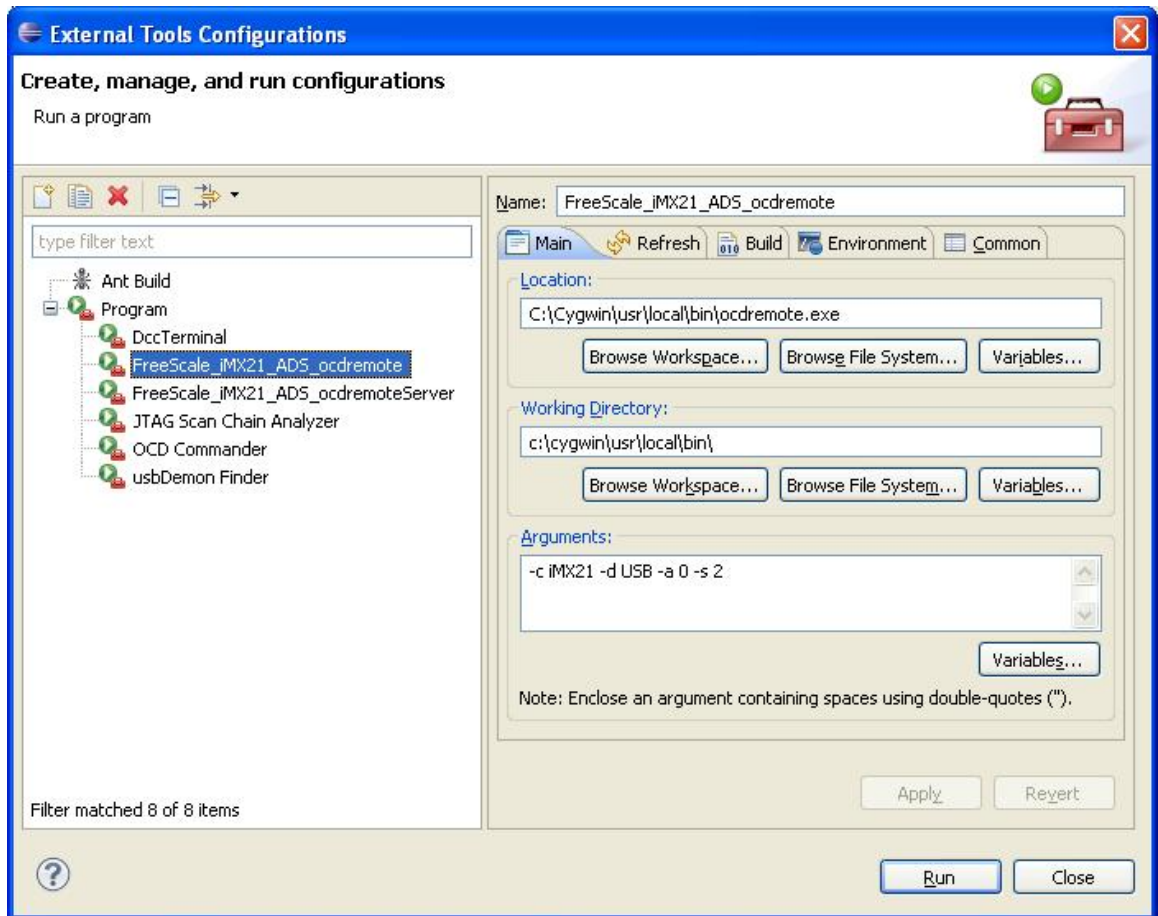 External Tools Configurations
Create, manage, and run configurations
Run a program
type filter text
Ant Build
Program
DccTerminal
FreeScale_iMX21_ADS_ocdremote
FreeScale_iMX21_ADS_ocdremoteServer
JTAG Scan Chain Analyzer
OCD Commander
usbDemon Finder
Filter matched 8 of 8 items
Name: FreeScale_iMX21_ADS_ocdremote
Main Refresh 010 Build Environment Common
Location:
C:\Cygwin\usr\local\bin\ocdremote.exe
Browse Workspace... Browse File System... Variables...
Working Directory:
c:\cygwin\usr\local\bin\
Browse Workspace... Browse File System... Variables...
Arguments:
-c iMX21 -d USB -a 0 -s 2
Variables...
Note: Enclose an argument containing spaces using double-quotes (").
Apply Revert
? Run Close